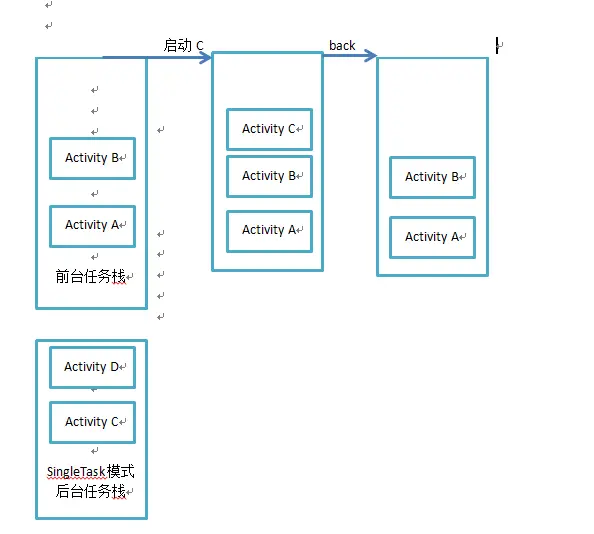 启动 C
back
Activity B
Activity A
前台任务栈
Activity C
Activity B
Activity A
Activity B
Activity A
Activity D
Activity C
SingleTask模式
后台任务栈